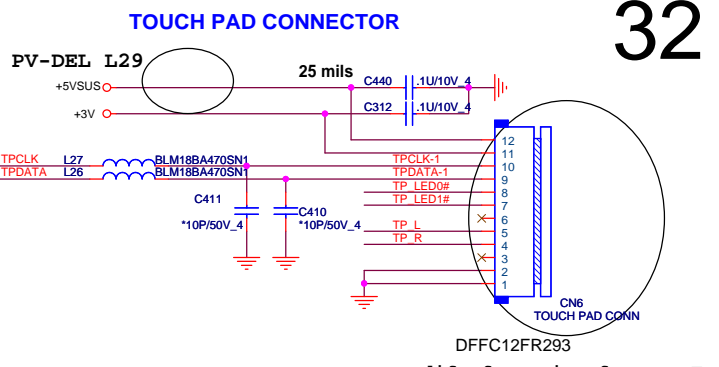 TOUCH PAD CONNECTOR
32
PV-DEL L29
+5VSUS
25 mils
C440 .1U/10V_4
+3V
C312 .1U/10V_4
12
11
TPCLK L27 BLM18BA470SN1 TPCLK-1 10
TPDATA L26 BLM18BA470SN1 TPDATA-1 9
TP_LED0# 8
TP_LED1# 7
C411
*10P/50V_4
C410
*10P/50V_4
6
TP_L 5
TP_R 4
3
2
1
CN6
TOUCH PAD CONN
DFFC12FR293